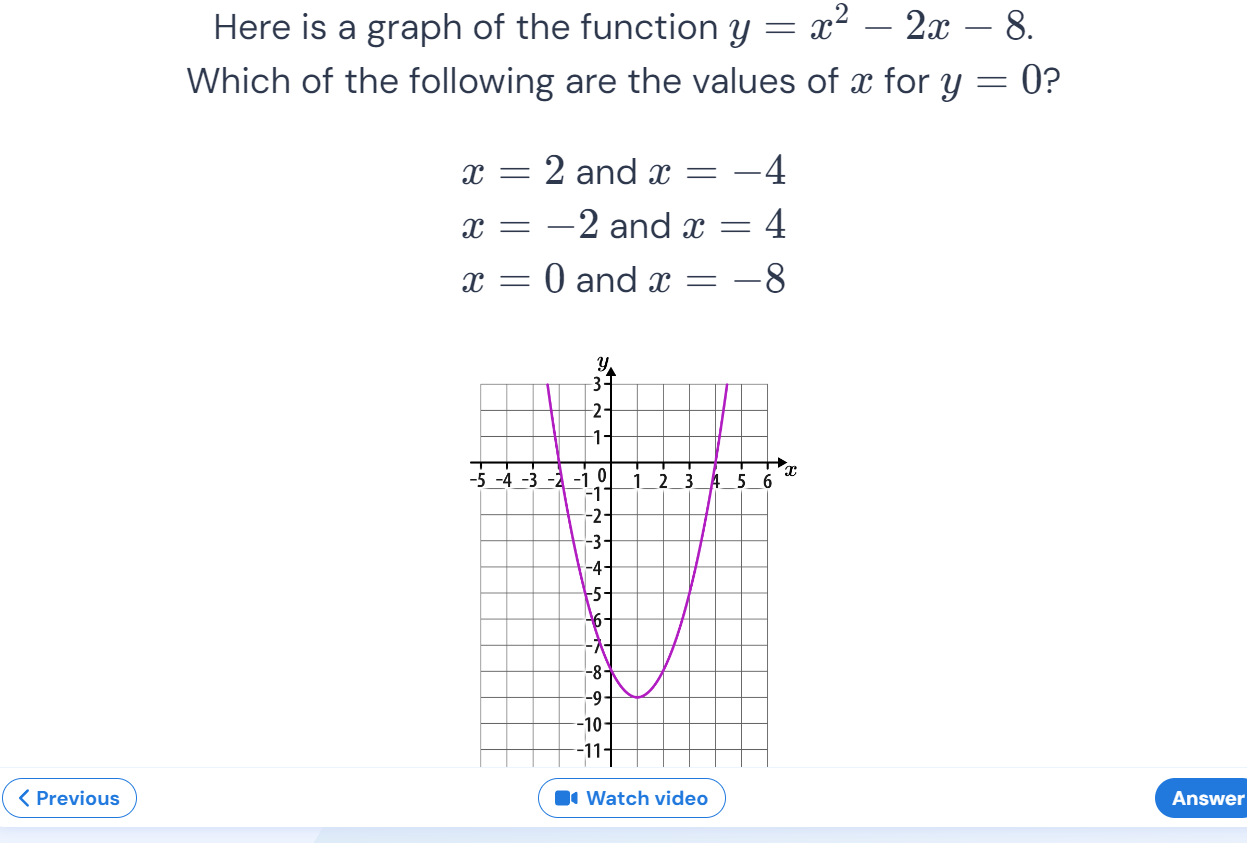 Here is a graph of the function y = x² − 2x − 8.
Which of the following are the values of x for y = 0?
x = 2 and x = −4
x = −2 and x = 4
x = 0 and x = −8
y
3
2
1
-5 -4 -3 -2 -1 0 1 2 3 4 5 6 x
-1
-2
-3
-4
-5
-6
-7
-8
-9
-10
-11
Previous
Watch video
Answer